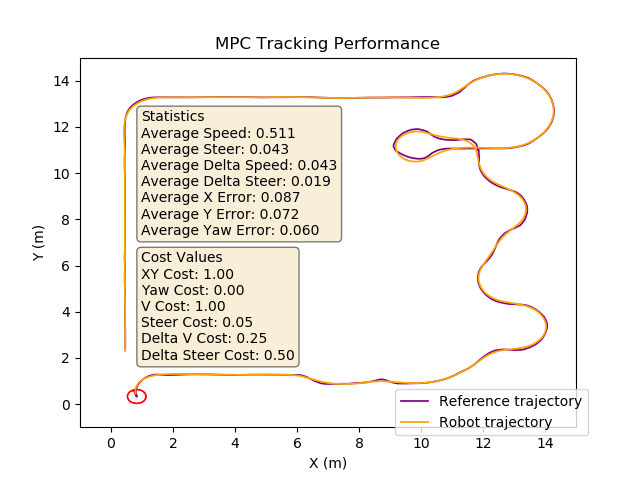 MPC Tracking Performance
Y (m)
14
12
10
8
6
4
2
0
Statistics
Average Speed: 0.511
Average Steer: 0.043
Average Delta Speed: 0.043
Average Delta Steer: 0.019
Average X Error: 0.087
Average Y Error: 0.072
Average Yaw Error: 0.060
Cost Values
XY Cost: 1.00
Yaw Cost: 0.00
V Cost: 1.00
Steer Cost: 0.05
Delta V Cost: 0.25
Delta Steer Cost: 0.50
Reference trajectory
Robot trajectory
0 2 4 6 8 10 12 14
X (m)